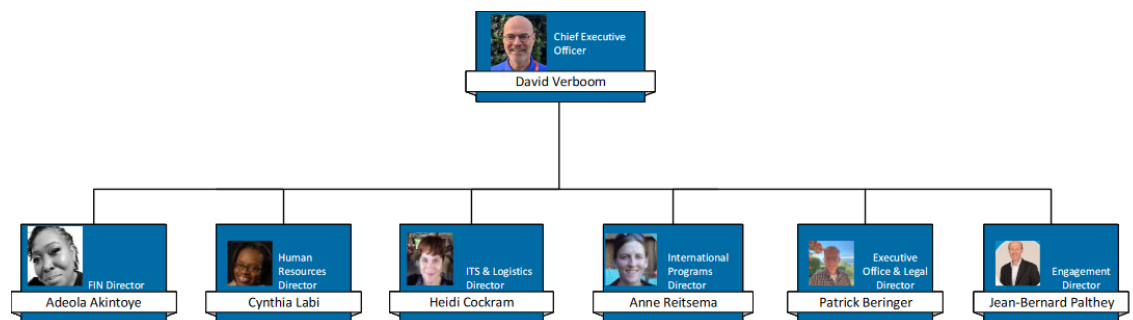 Chief Executive
Officer
David Verboom
FIN Director
Adeola Akintoye
Human
Resources
Director
Cynthia Labi
ITS & Logistics
Director
Heidi Cockram
International
Programs
Director
Anne Reitsema
Executive
Office & Legal
Director
Patrick Beringer
Engagement
Director
Jean-Bernard Palthey